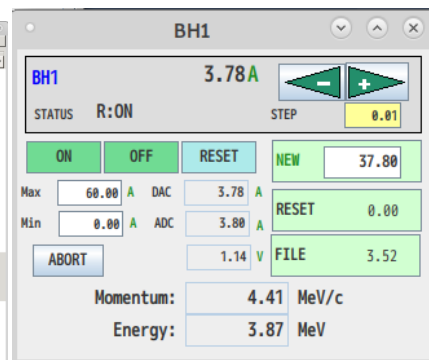 BH1
BH1 3.78 A - +
STATUS R:ON STEP 0.01
ON OFF RESET NEW 37.80
Max 60.00 A DAC 3.78 A RESET 0.00
Min 0.00 A ADC 3.80 A
ABORT 1.14 V FILE 3.52
Momentum: 4.41 MeV/c
Energy: 3.87 MeV